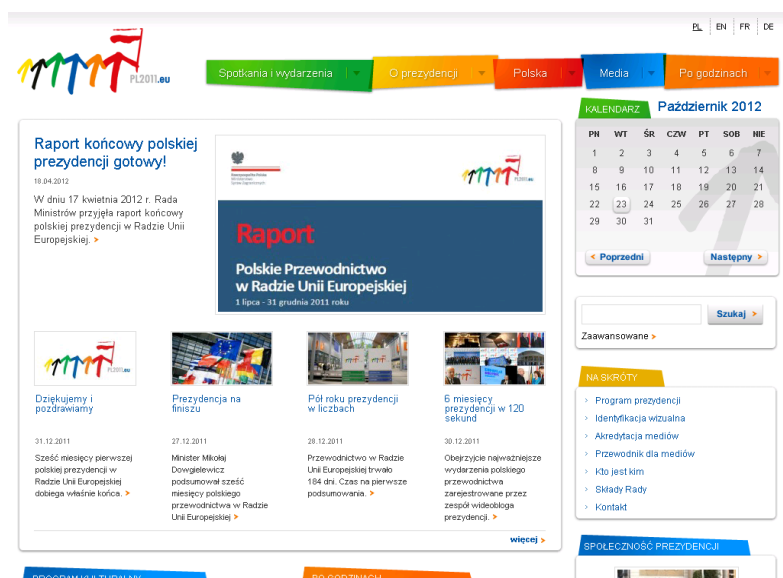 PL EN FR DE
PL2011.eu
Spotkania i wydarzenia
O prezydencji
Polska
Media
Po godzinach
KALENDARZ
Październik 2012
PN WT ŚR CZW PT SOB NIE
1 2 3 4 5 6 7
8 9 10 11 12 13 14
15 16 17 18 19 20 21
22 23 24 25 26 27 28
29 30 31
Poprzedni
Następny
Raport końcowy polskiej
prezydencji gotowy!
18.04.2012
W dniu 17 kwietnia 2012 r. Rada
Ministrów przyjęła raport końcowy
polskiej prezydencji w Radzie Unii
Europejskiej. >
Raport
Polskie Przewodnictwo
w Radzie Unii Europejskiej
1 lipca - 31 grudnia 2011 roku
Szukaj >
Zaawansowane >
Dziękujemy i
pozdrawiamy
31.12.2011
Sześć miesięcy pierwszej
polskiej prezydencji w
Radzie Unii Europejskiej
dobiega właśnie końca. >
Prezydencja na
finiszu
27.12.2011
Minister Mikołaj
Dowgielewicz
podsumował sześć
miesięcy polskiego
przewodnictwa w Radzie
Unii Europejskiej >
Pół roku prezydencji
w liczbach
28.12.2011
Przewodnictwo w Radzie
Unii Europejskiej trwało
184 dni. Czas na pierwsze
podsumowania. >
6 miesięcy
prezydencji w 120
sekund
30.12.2011
Obejrzyjcie najważniejsze
wydarzenia polskiego
przewodnictwa
zarejestrowane przez
zespół wideobloga
prezydencji. >
więcej >
NA SKRÓTY
Program prezydencji
Identyfikacja wizualna
Akredytacja mediów
Przewodnik dla mediów
Kto jest kim
Składy Rady
Kontakt
SPOŁECZNOŚĆ PREZYDENCJI
PROGRAM KULTURALNY
PO GODZINACH